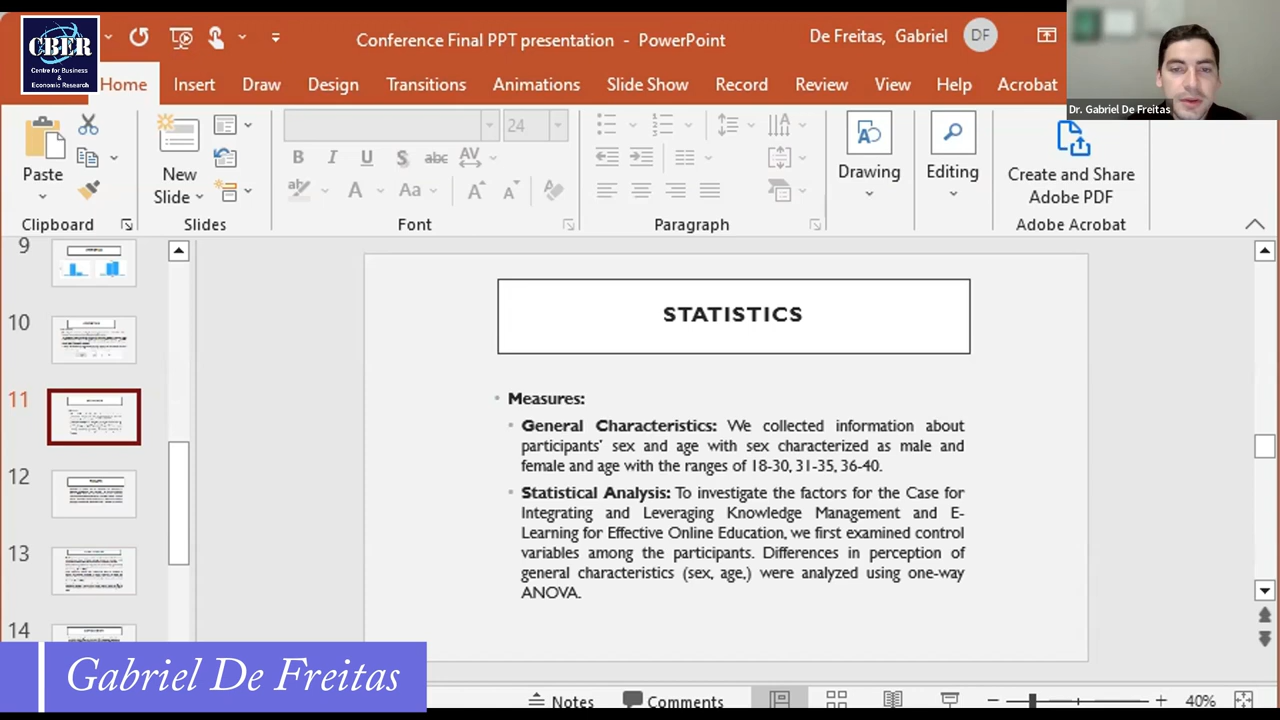 CBER
Centre for Business
&
Economic Research
Conference Final PPT presentation - PowerPoint
De Freitas, Gabriel
DF
Dr. Gabriel De Freitas
Home Insert Draw Design Transitions Animations Slide Show Record Review View Help Acrobat
Paste
New
Slide
24
B I U S abc AV
A Aa A A
Drawing
Editing
Create and Share
Adobe PDF
Clipboard
Slides
Font
Paragraph
Adobe Acrobat
9
10
11
12
13
14
STATISTICS
• Measures:
• General Characteristics: We collected information about
participants' sex and age with sex characterized as male and
female and age with the ranges of 18-30, 31-35, 36-40.
• Statistical Analysis: To investigate the factors for the Case for
Integrating and Leveraging Knowledge Management and E-
Learning for Effective Online Education, we first examined control
variables among the participants. Differences in perception of
general characteristics (sex, age,) were analyzed using one-way
ANOVA.
Gabriel De Freitas
Notes
Comments
40%